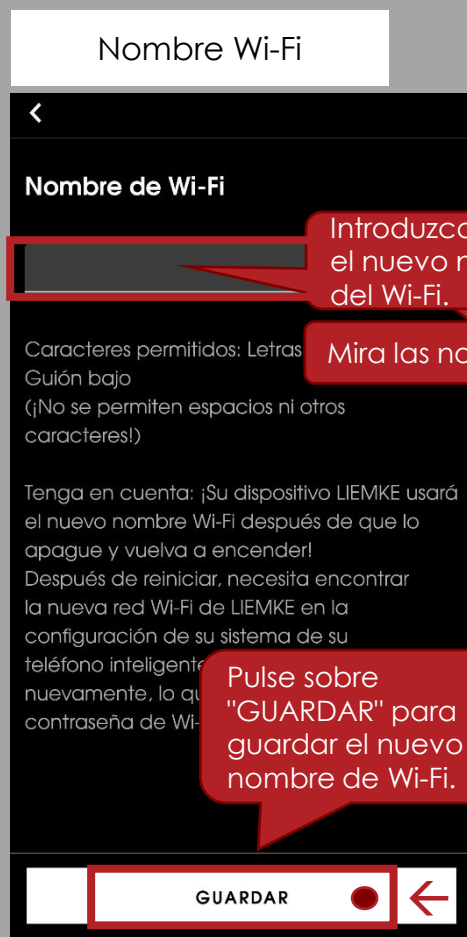 Nombre Wi-Fi
Nombre de Wi-Fi
Introduzca
el nuevo
del Wi-Fi.
Mira las
Caracteres permitidos: Letras
Guión bajo
(¡No se permiten espacios ni otros
caracteres!)
Tenga en cuenta: ¡Su dispositivo LIEMKE usará
el nuevo nombre Wi-Fi después de que lo
apague y vuelva a encender!
Después de reiniciar, necesita encontrar
la nueva red Wi-Fi de LIEMKE en la
configuración de su sistema de su
teléfono inteligente
nuevamente, lo
contraseña de
Pulse sobre
"GUARDAR" para
guardar el nuevo
nombre de Wi-Fi.
GUARDAR